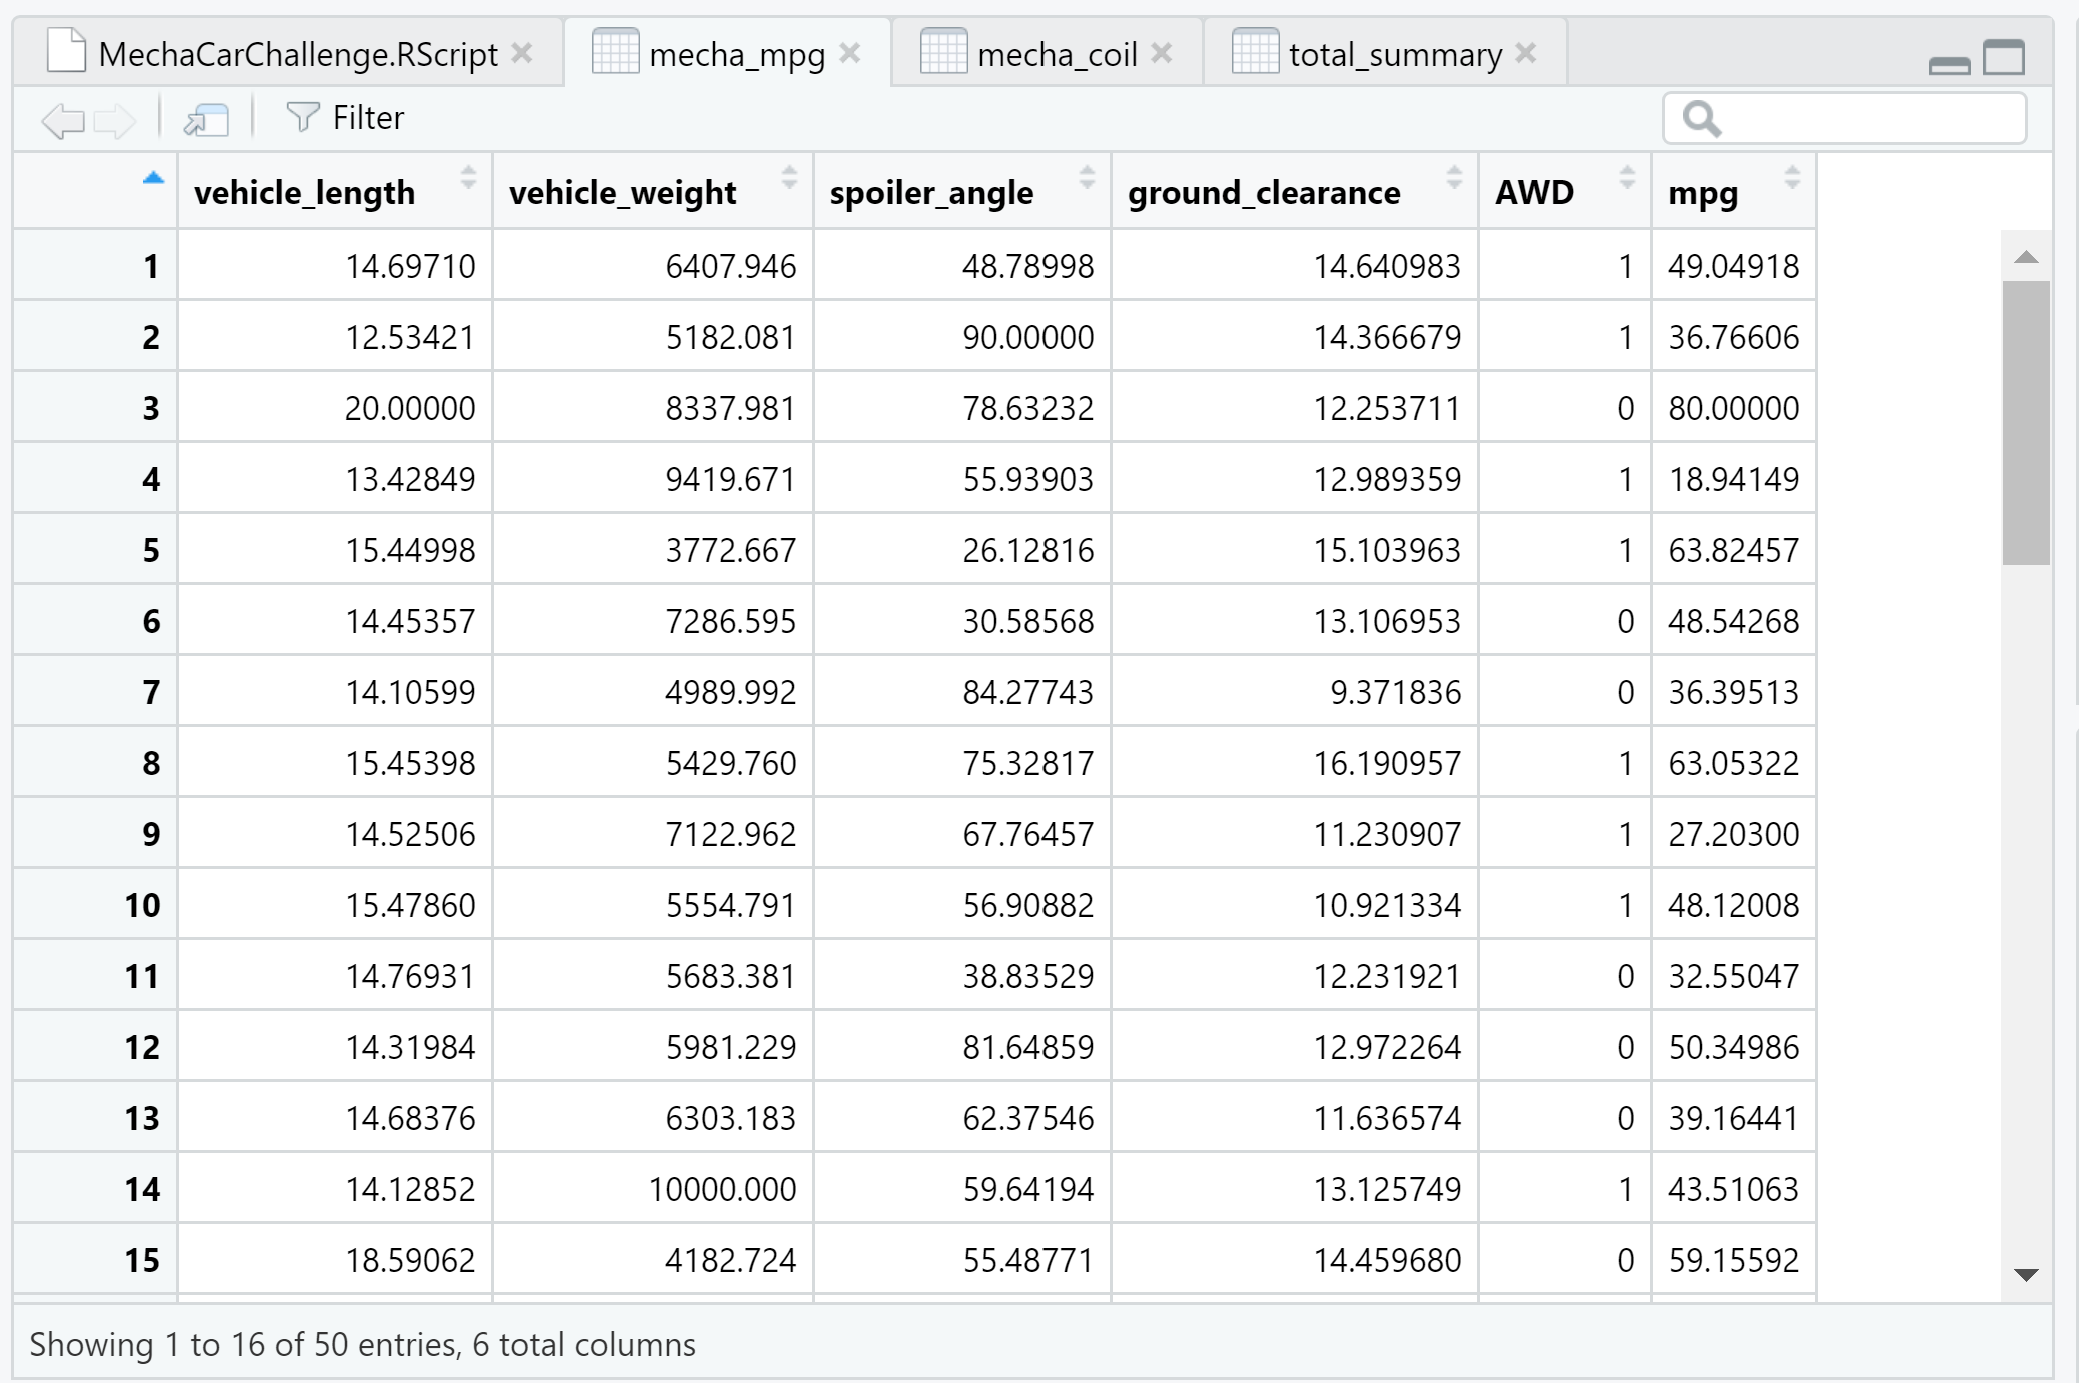 MechaCarChallenge.RScript mecha_mpg mecha_coil total_summary
Filter
vehicle_length vehicle_weight spoiler_angle ground_clearance AWD mpg
1 14.69710 6407.946 48.78998 14.640983 1 49.04918
2 12.53421 5182.081 90.00000 14.366679 1 36.76606
3 20.00000 8337.981 78.63232 12.253711 0 80.00000
4 13.42849 9419.671 55.93903 12.989359 1 18.94149
5 15.44998 3772.667 26.12816 15.103963 1 63.82457
6 14.45357 7286.595 30.58568 13.106953 0 48.54268
7 14.10599 4989.992 84.27743 9.371836 0 36.39513
8 15.45398 5429.760 75.32817 16.190957 1 63.05322
9 14.52506 7122.962 67.76457 11.230907 1 27.20300
10 15.47860 5554.791 56.90882 10.921334 1 48.12008
11 14.76931 5683.381 38.83529 12.231921 0 32.55047
12 14.31984 5981.229 81.64859 12.972264 0 50.34986
13 14.68376 6303.183 62.37546 11.636574 0 39.16441
14 14.12852 10000.000 59.64194 13.125749 1 43.51063
15 18.59062 4182.724 55.48771 14.459680 0 59.15592
Showing 1 to 16 of 50 entries, 6 total columns